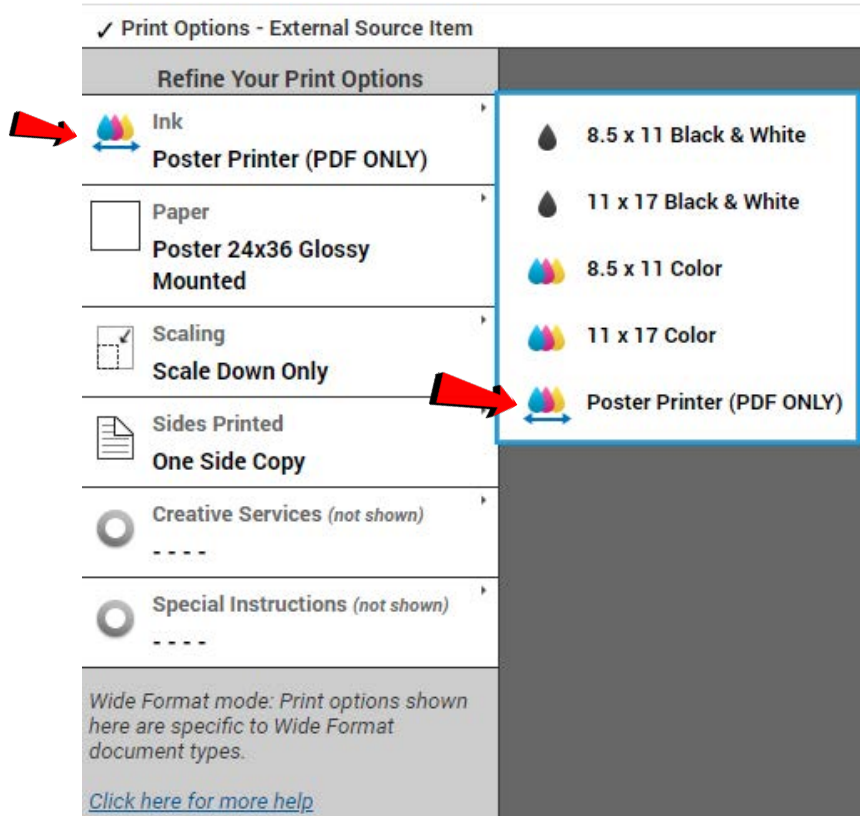 ✓ Print Options - External Source Item
Refine Your Print Options
Ink
Poster Printer (PDF ONLY)
Paper
Poster 24x36 Glossy
Mounted
Scaling
Scale Down Only
Sides Printed
One Side Copy
Creative Services (not shown)
- - - -
Special Instructions (not shown)
- - - -
Wide Format mode: Print options shown
here are specific to Wide Format
document types.
Click here for more help
8.5 x 11 Black & White
11 x 17 Black & White
8.5 x 11 Color
11 x 17 Color
Poster Printer (PDF ONLY)